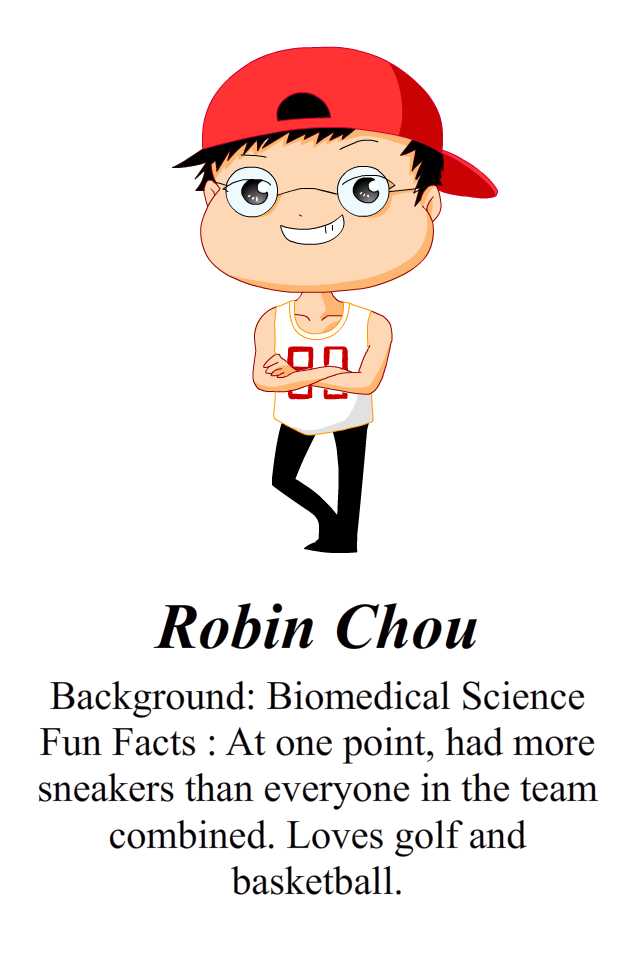 Robin Chou
Background: Biomedical Science
Fun Facts : At one point, had more
sneakers than everyone in the team
combined. Loves golf and
basketball.